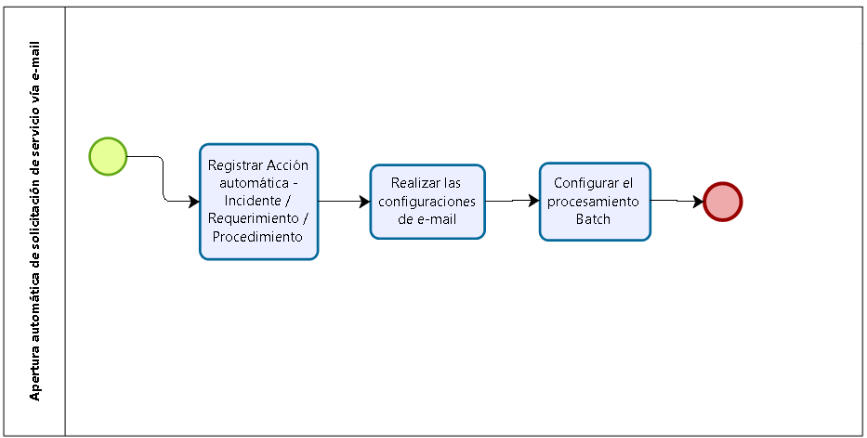 Apertura automática de solicitación de servicio vía e-mail
Registrar Acción
automática -
Incidente /
Requerimiento /
Procedimiento
Realizar las
configuraciones
de e-mail
Configurar el
procesamiento
Batch